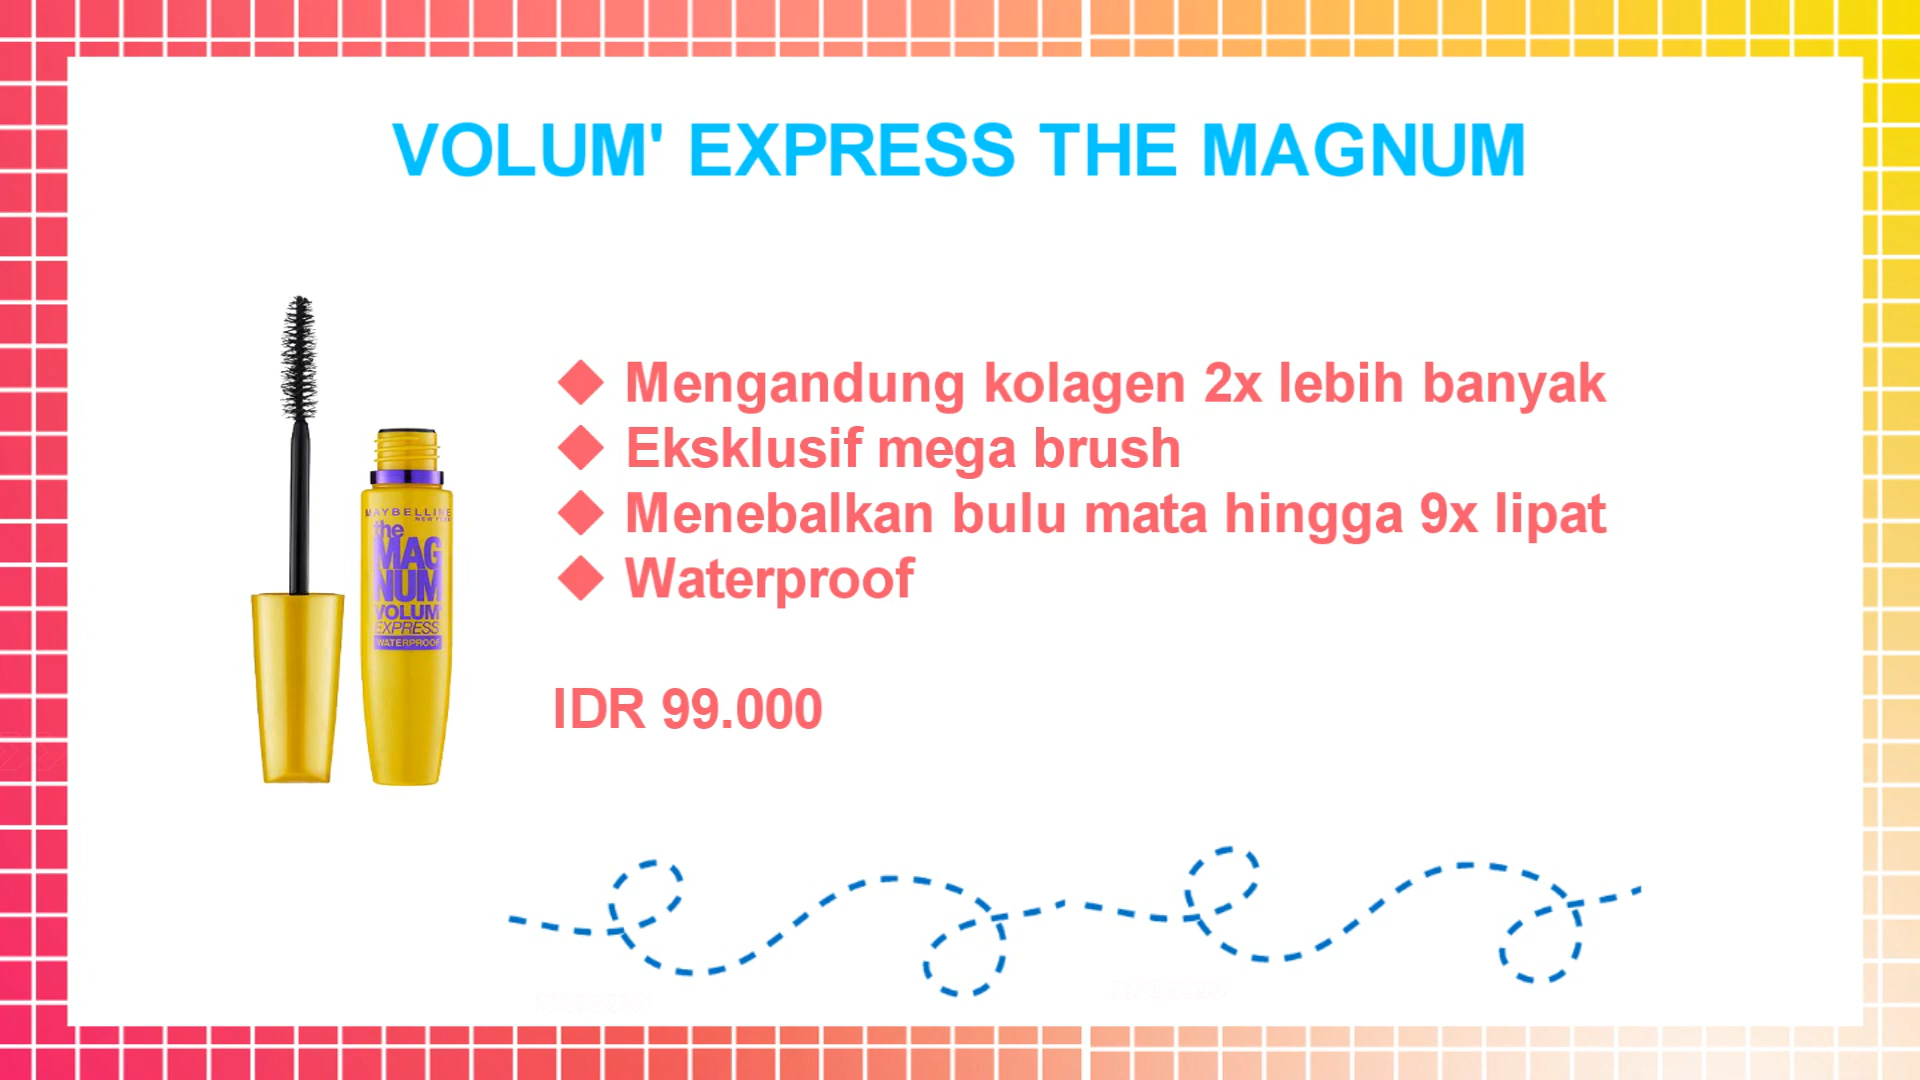 VOLUM' EXPRESS THE MAGNUM
Mengandung kolagen 2x lebih banyak
Eksklusif mega brush
Menebalkan bulu mata hingga 9x lipat
Waterproof
IDR 99.000
MAYBELLINE
NEW YORK
the
MAG
NUM
VOLUM'
EXPRESS
WATERPROOF